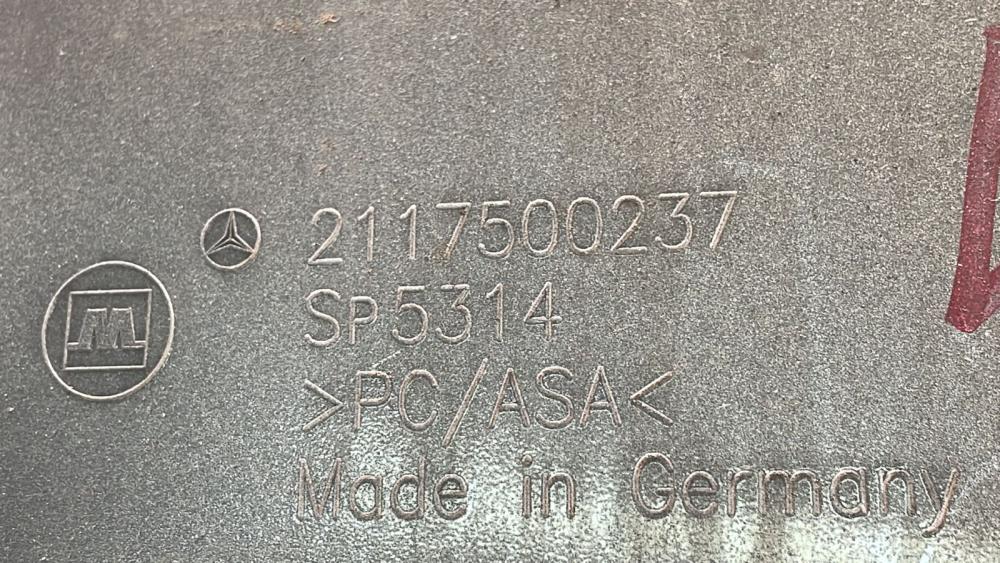 2117500237
SP5314
>PC/ASA<
Made in Germany